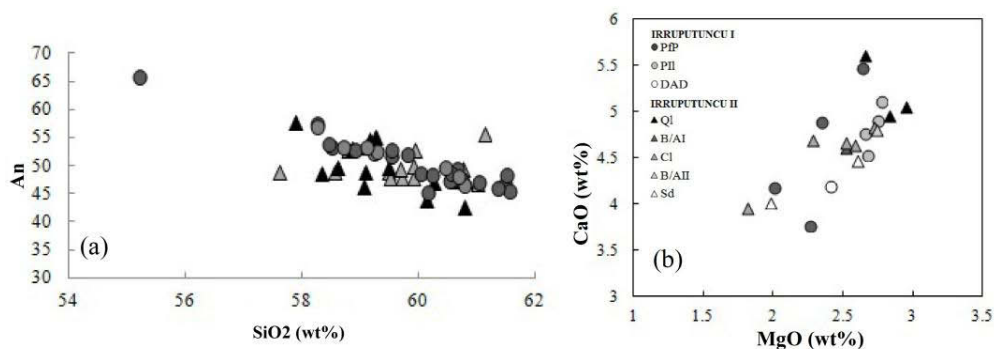 An
70
65
60
55
50
45
40
35
30
(a)
54
56
58
60
62
SiO2 (wt%)
CaO (wt%)
6
5.5
5
4.5
4
3.5
3
(b)
1
1.5
2
2.5
3
3.5
MgO (wt%)
IRRUPUTUNCU I
PfP
PIl
DAD
IRRUPUTUNCU II
Ql
B/AI
Cl
B/AII
Sd